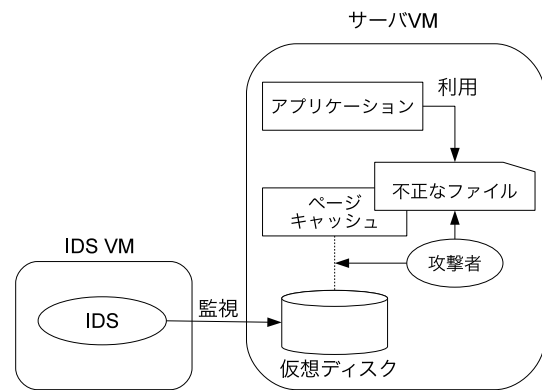 サーバVM
アプリケーション
利用
不正なファイル
ページ
キャッシュ
攻撃者
IDS VM
IDS
監視
仮想ディスク